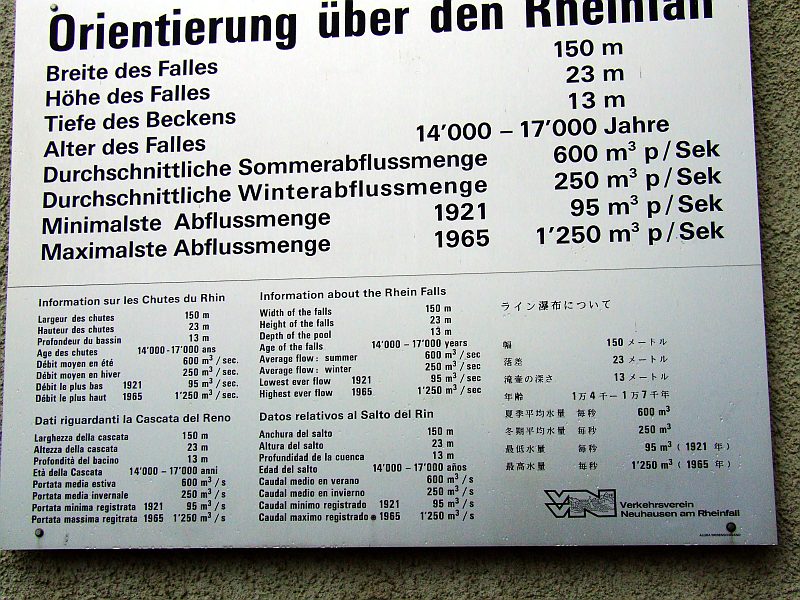 Orientierung über den Rheinfall
Breite des Falles 150 m
Höhe des Falles 23 m
Tiefe des Beckens 13 m
Alter des Falles 14'000 – 17'000 Jahre
Durchschnittliche Sommerabflussmenge 600 m³ p/Sek
Durchschnittliche Winterabflussmenge 250 m³ p/Sek
Minimalste Abflussmenge 1921 95 m³ p/Sek
Maximalste Abflussmenge 1965 1'250 m³ p/Sek
Information sur les Chutes du Rhin
Largeur des chutes 150 m
Hauteur des chutes 23 m
Profondeur du bassin 13 m
Age des chutes 14'000-17'000 ans
Débit moyen en été 600 m³/sec.
Débit moyen en hiver 250 m³/sec.
Débit le plus bas 1921 95 m³/sec.
Débit le plus haut 1965 1'250 m³/sec.
Information about the Rhein Falls
Width of the falls 150 m
Height of the falls 23 m
Depth of the pool 13 m
Age of the falls 14'000 – 17'000 years
Average flow: summer 600 m³/sec
Average flow: winter 250 m³/sec
Lowest ever flow 1921 95 m³/sec
Highest ever flow 1965 1'250 m³/sec
ライン瀑布について
幅 150 メートル
落差 23 メートル
滝壷の深さ 13 メートル
年齢 1万4千ー1万7千年
夏季平均水量 毎秒 600 m³
冬期平均水量 毎秒 250 m³
最低水量 毎秒 95 m³ (1921 年)
最高水量 毎秒 1'250 m³ (1965 年)
Dati riguardanti la Cascata del Reno
Larghezza della cascata 150 m
Altezza della cascata 23 m
Profondità del bacino 13 m
Età della Cascata 14'000 – 17'000 anni
Portata media estiva 600 m³/s
Portata media invernale 250 m³/s
Portata minima registrata 1921 95 m³/s
Portata massima regitrata 1965 1'250 m³/s
Datos relativos al Salto del Rin
Anchura del salto 150 m
Altura del salto 23 m
Profundidad de la cuenca 13 m
Edad del salto 14'000 – 17'000 años
Caudal medio en verano 600 m³/s
Caudal medio en invierno 250 m³/s
Caudal minimo registrado 1921 95 m³/s
Caudal maximo registrado 1965 1'250 m³/s
VVN
Verkehrsverein
Neuhausen am Rheinfall